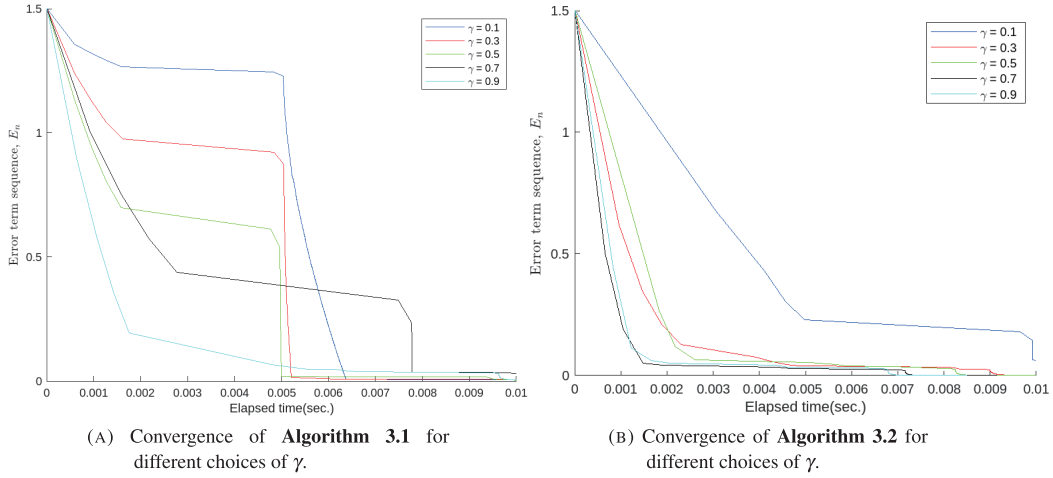 1.5
1
0.5
0
Error term sequence, E_n
γ = 0.1
γ = 0.3
γ = 0.5
γ = 0.7
γ = 0.9
0 0.001 0.002 0.003 0.004 0.005 0.006 0.007 0.008 0.009 0.01
Elapsed time(sec.)
(A) Convergence of Algorithm 3.1 for
different choices of γ.
1.5
1
0.5
0
Error term sequence, E_n
γ = 0.1
γ = 0.3
γ = 0.5
γ = 0.7
γ = 0.9
0 0.001 0.002 0.003 0.004 0.005 0.006 0.007 0.008 0.009 0.01
Elapsed time(sec.)
(B) Convergence of Algorithm 3.2 for
different choices of γ.